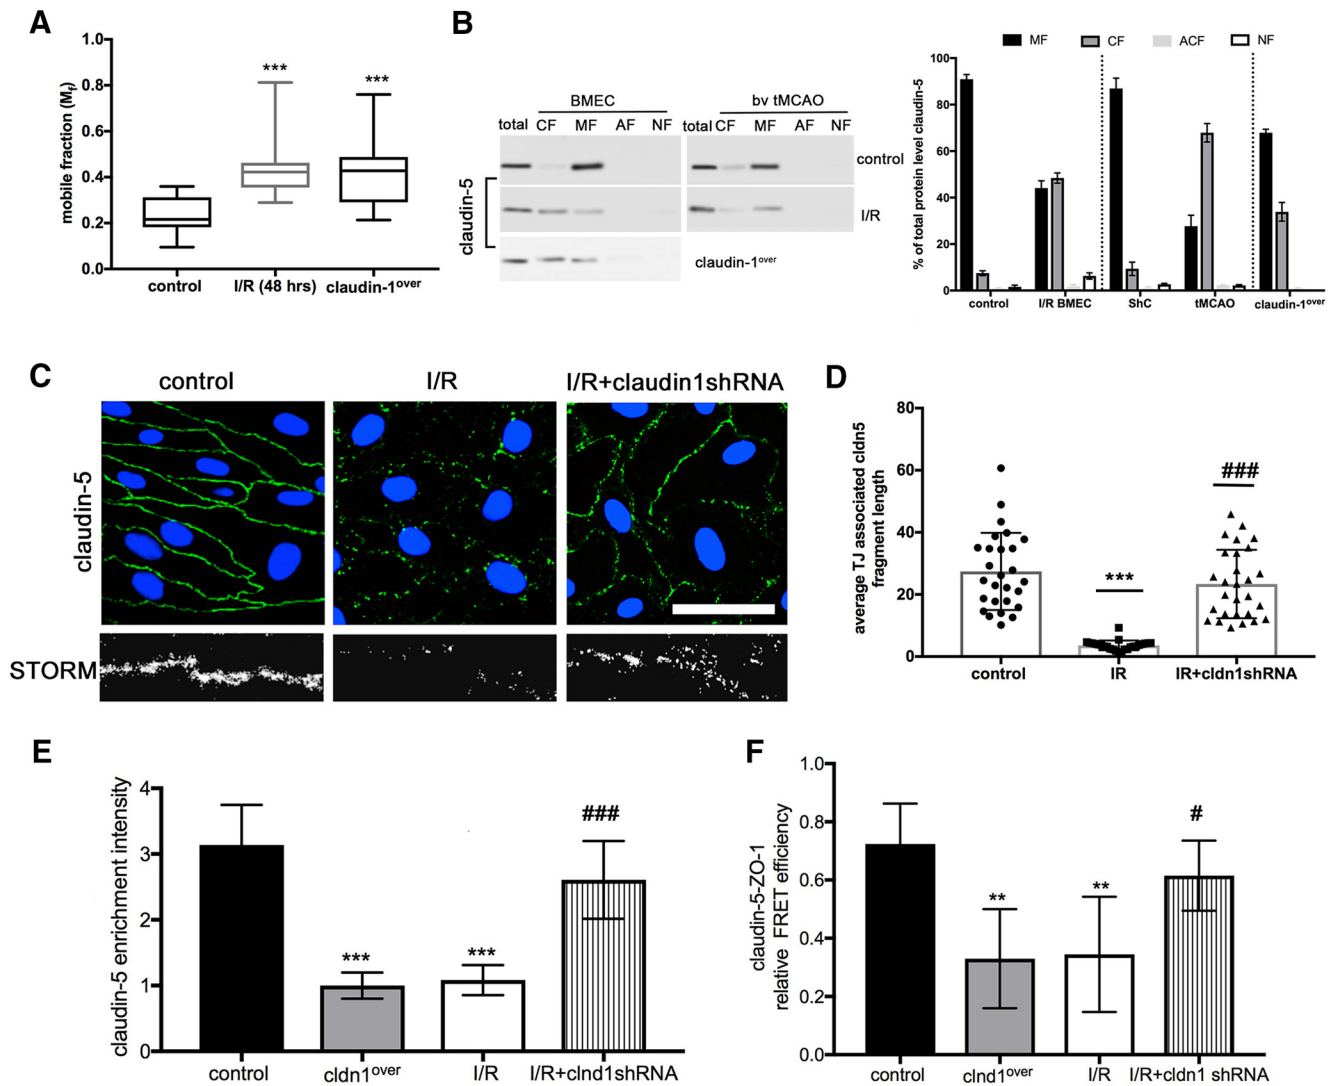 A
mobile fraction (Mf)
1.0
0.8
0.6
0.4
0.2
0.0
***
***
control
I/R (48 hrs)
claudin-1over
B
BMEC
bv tMCAO
total CF MF AF NF
total CF MF AF NF
claudin-5
control
I/R
claudin-1over
MF CF ACF NF
% of total protein level claudin-5
100
80
60
40
20
0
control
I/R BMEC
ShC
tMCAO
claudin-1over
C
control
I/R
I/R+claudin1shRNA
claudin-5
STORM
D
average TJ associated cldn5
fragment length
80
60
40
20
0
***
###
control
IR
IR+cldn1shRNA
E
claudin-5 enrichment intensity
4
3
2
1
0
***
***
###
control
cldn1over
I/R
I/R+clnd1shRNA
F
claudin-5-ZO-1
relative FRET efficiency
1.0
0.8
0.6
0.4
0.2
0.0
**
**
#
control
clnd1over
I/R
I/R+cldn1 shRNA